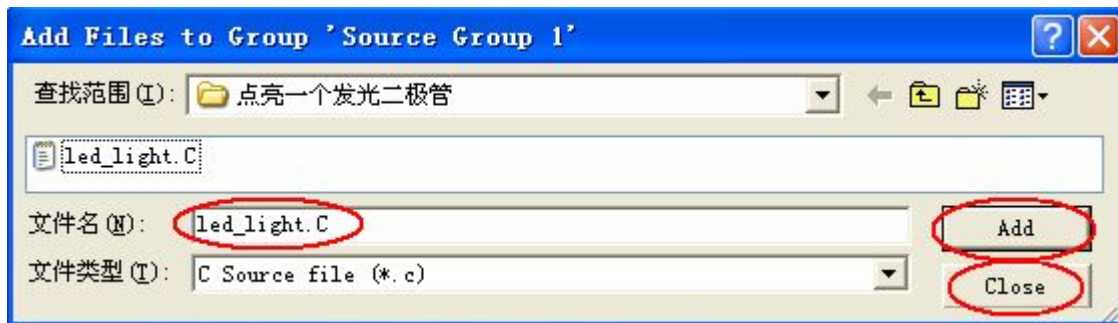 Add Files to Group 'Source Group 1'
查找范围(I): 点亮一个发光二极管
led_light.C
文件名(N): led_light.C Add
文件类型(T): C Source file (*.c) Close